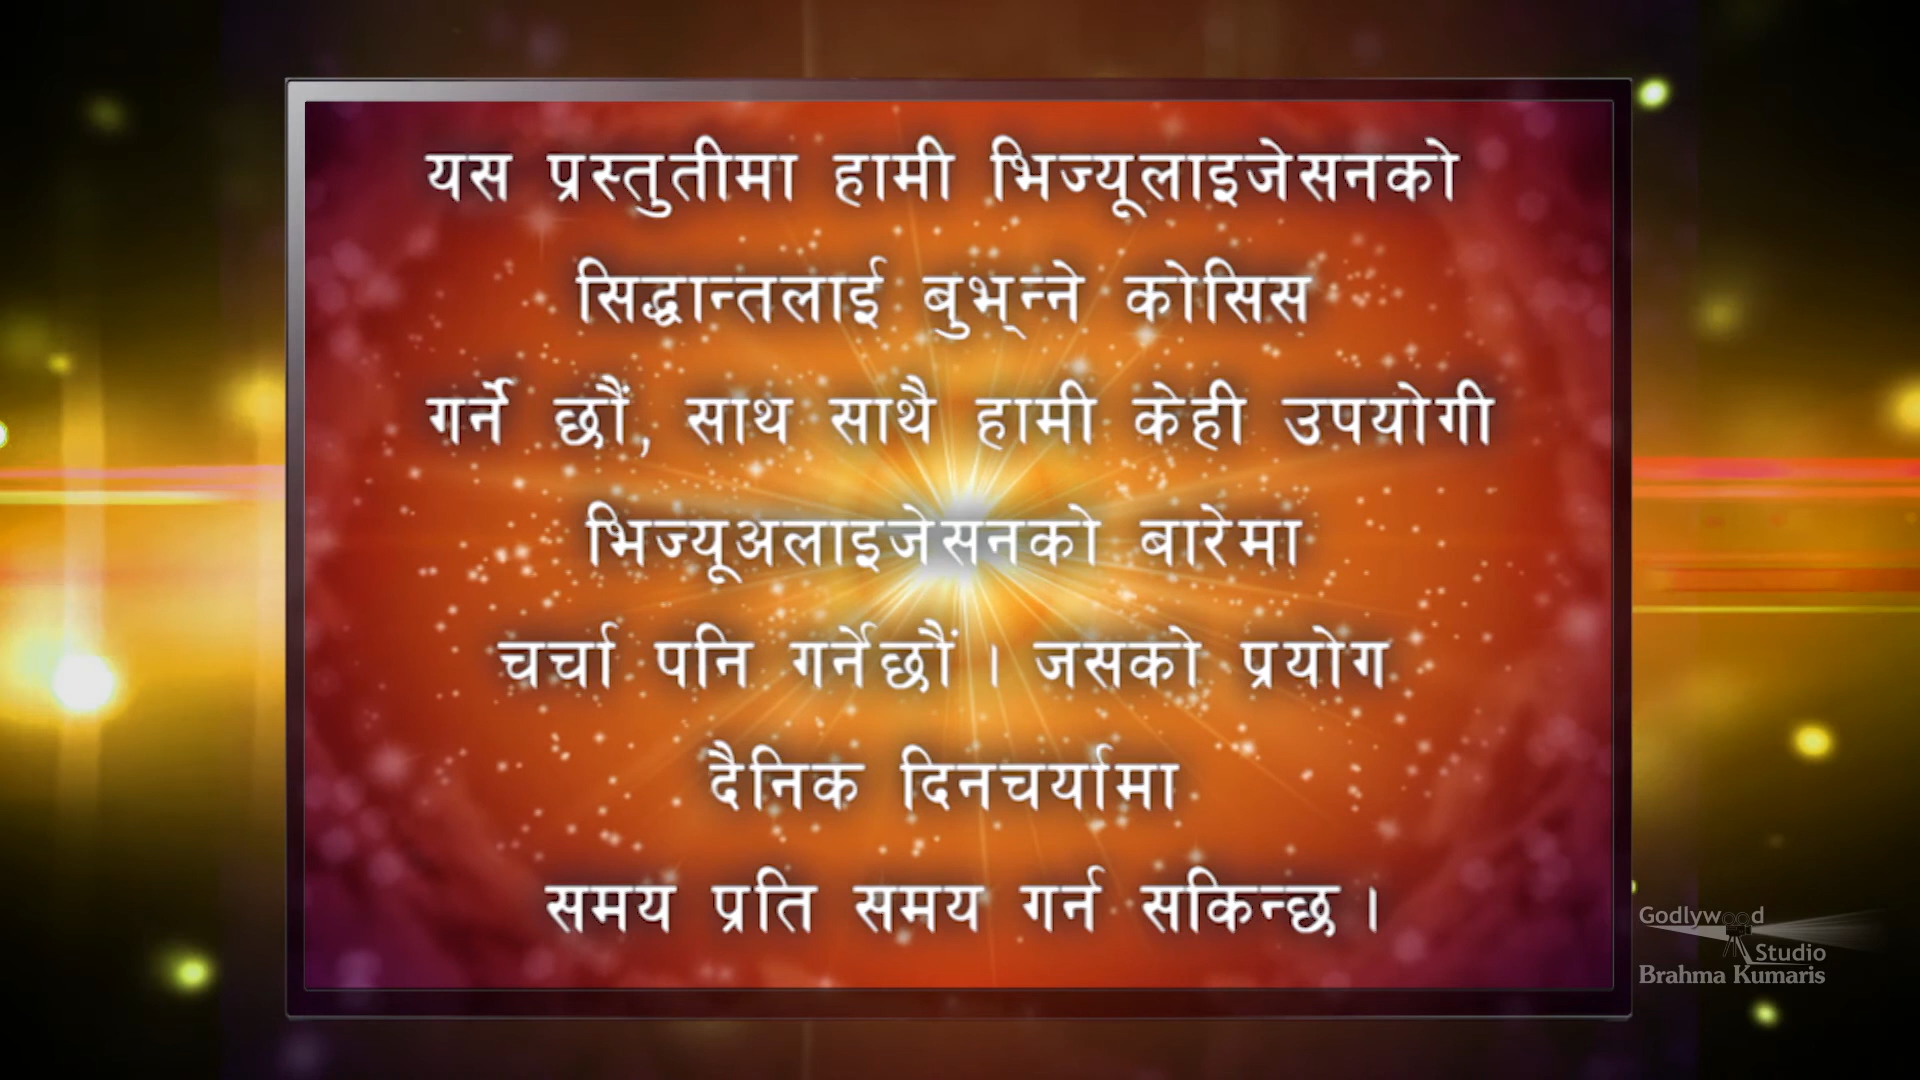 यस प्रस्तुतीमा हामी भिज्यूलाइजेसनको
सिद्धान्तलाई बुभ्न्ने कोसिस
गर्ने छौं, साथ साथै हामी केही उपयोगी
भिज्यूअलाइजेसनको बारेमा
चर्चा पनि गर्नेछौं । जसको प्रयोग
दैनिक दिनचर्यामा
समय प्रति समय गर्न सकिन्छ ।
Godlywood
Studio
Brahma Kumaris